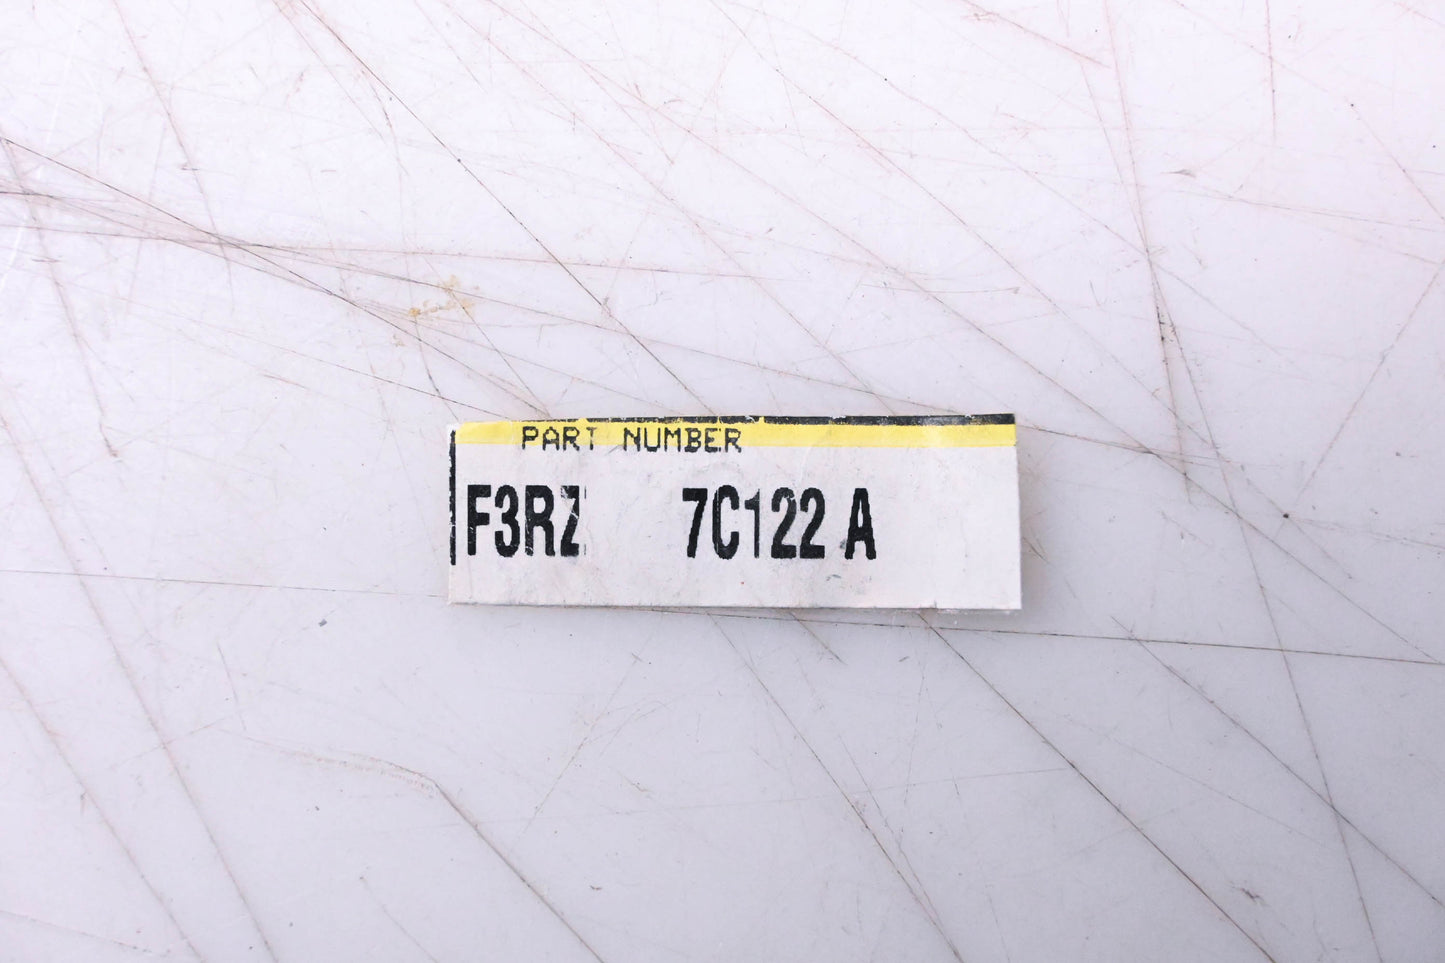 PART NUMBER
F3RZ 7C122 A